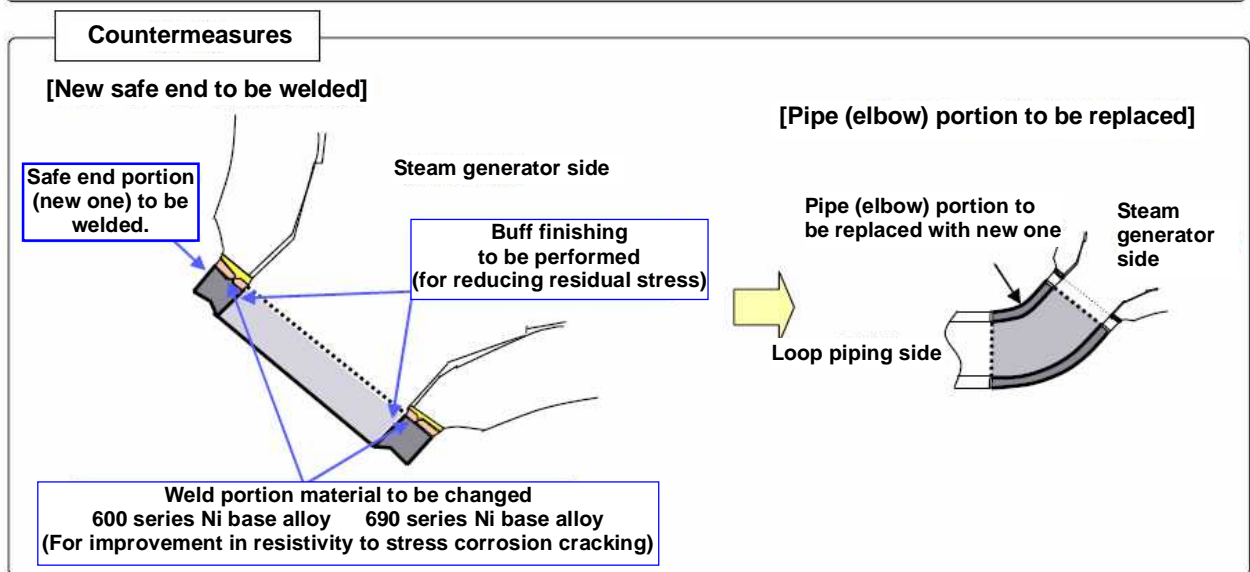 Countermeasures
[New safe end to be welded]
[Pipe (elbow) portion to be replaced]
Safe end portion
(new one) to be
welded.
Steam generator side
Buff finishing
to be performed
(for reducing residual stress)
Pipe (elbow) portion to
be replaced with new one
Steam
generator
side
Loop piping side
Weld portion material to be changed
600 series Ni base alloy 690 series Ni base alloy
(For improvement in resistivity to stress corrosion cracking)